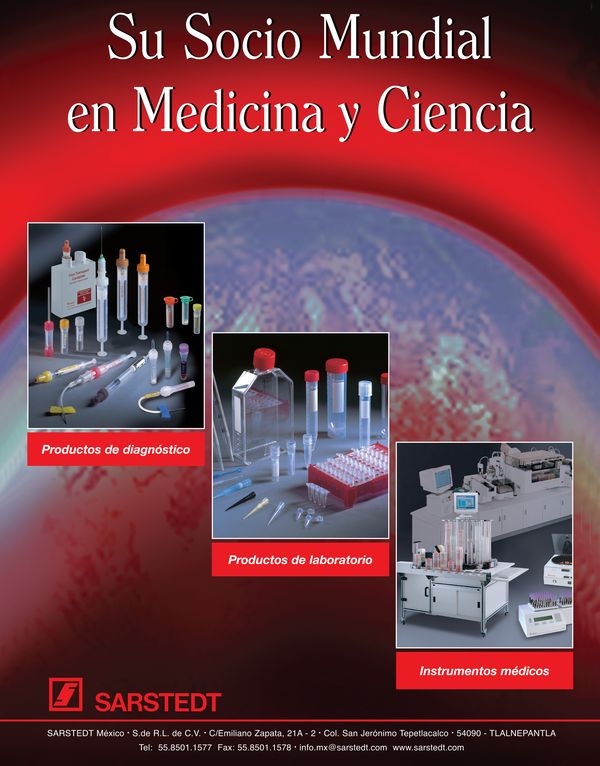 Su Socio Mundial
en Medicina y Ciencia
Productos de diagnóstico
Productos de laboratorio
Instrumentos médicos
SARSTEDT
SARSTEDT México · S.de R.L. de C.V. · C/Emiliano Zapata, 21A - 2 · Col. San Jerónimo Tepetlacalco · 54090 - TLALNEPANTLA
Tel: 55.8501.1577 Fax: 55.8501.1578 · info.mx@sarstedt.com www.sarstedt.com